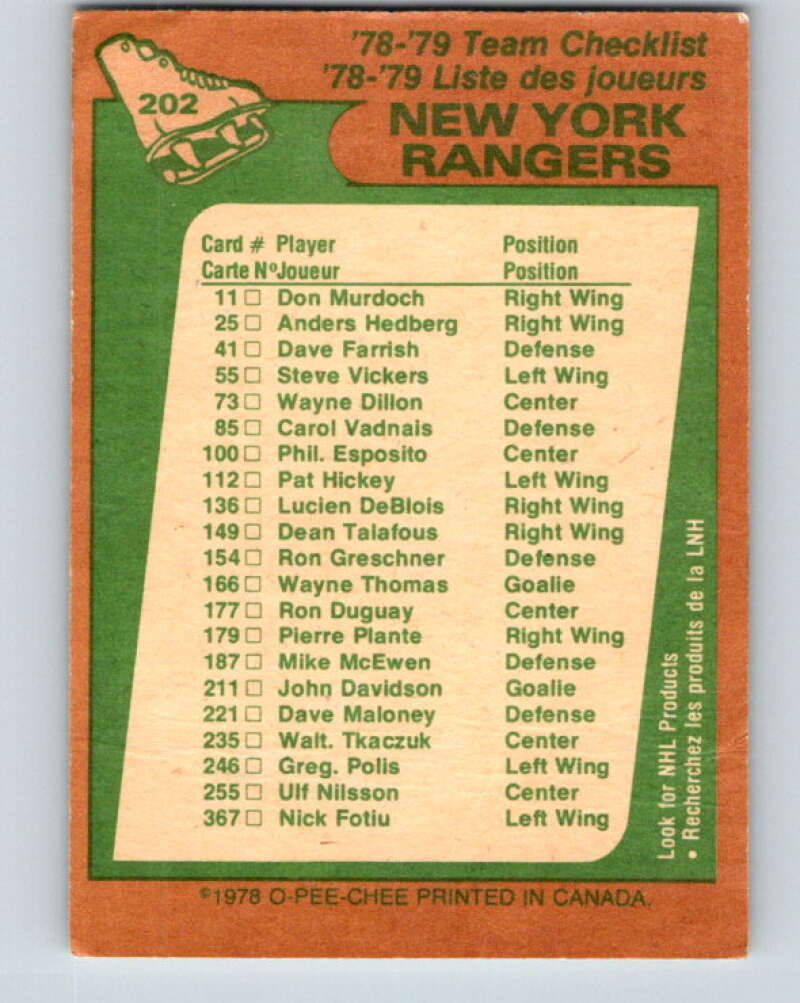 '78-'79 Team Checklist
'78-'79 Liste des joueurs
202
NEW YORK
RANGERS
Card # Player Position
Carte Nº Joueur Position
11 □ Don Murdoch Right Wing
25 □ Anders Hedberg Right Wing
41 □ Dave Farrish Defense
55 □ Steve Vickers Left Wing
73 □ Wayne Dillon Center
85 □ Carol Vadnais Defense
100 □ Phil. Esposito Center
112 □ Pat Hickey Left Wing
136 □ Lucien DeBlois Right Wing
149 □ Dean Talafous Right Wing
154 □ Ron Greschner Defense
166 □ Wayne Thomas Goalie
177 □ Ron Duguay Center
179 □ Pierre Plante Right Wing
187 □ Mike McEwen Defense
211 □ John Davidson Goalie
221 □ Dave Maloney Defense
235 □ Walt. Tkaczuk Center
246 □ Greg. Polis Left Wing
255 □ Ulf Nilsson Center
367 □ Nick Fotiu Left Wing
Look for NHL Products
• Recherchez les produits de la LNH
©1978 O-PEE-CHEE PRINTED IN CANADA.